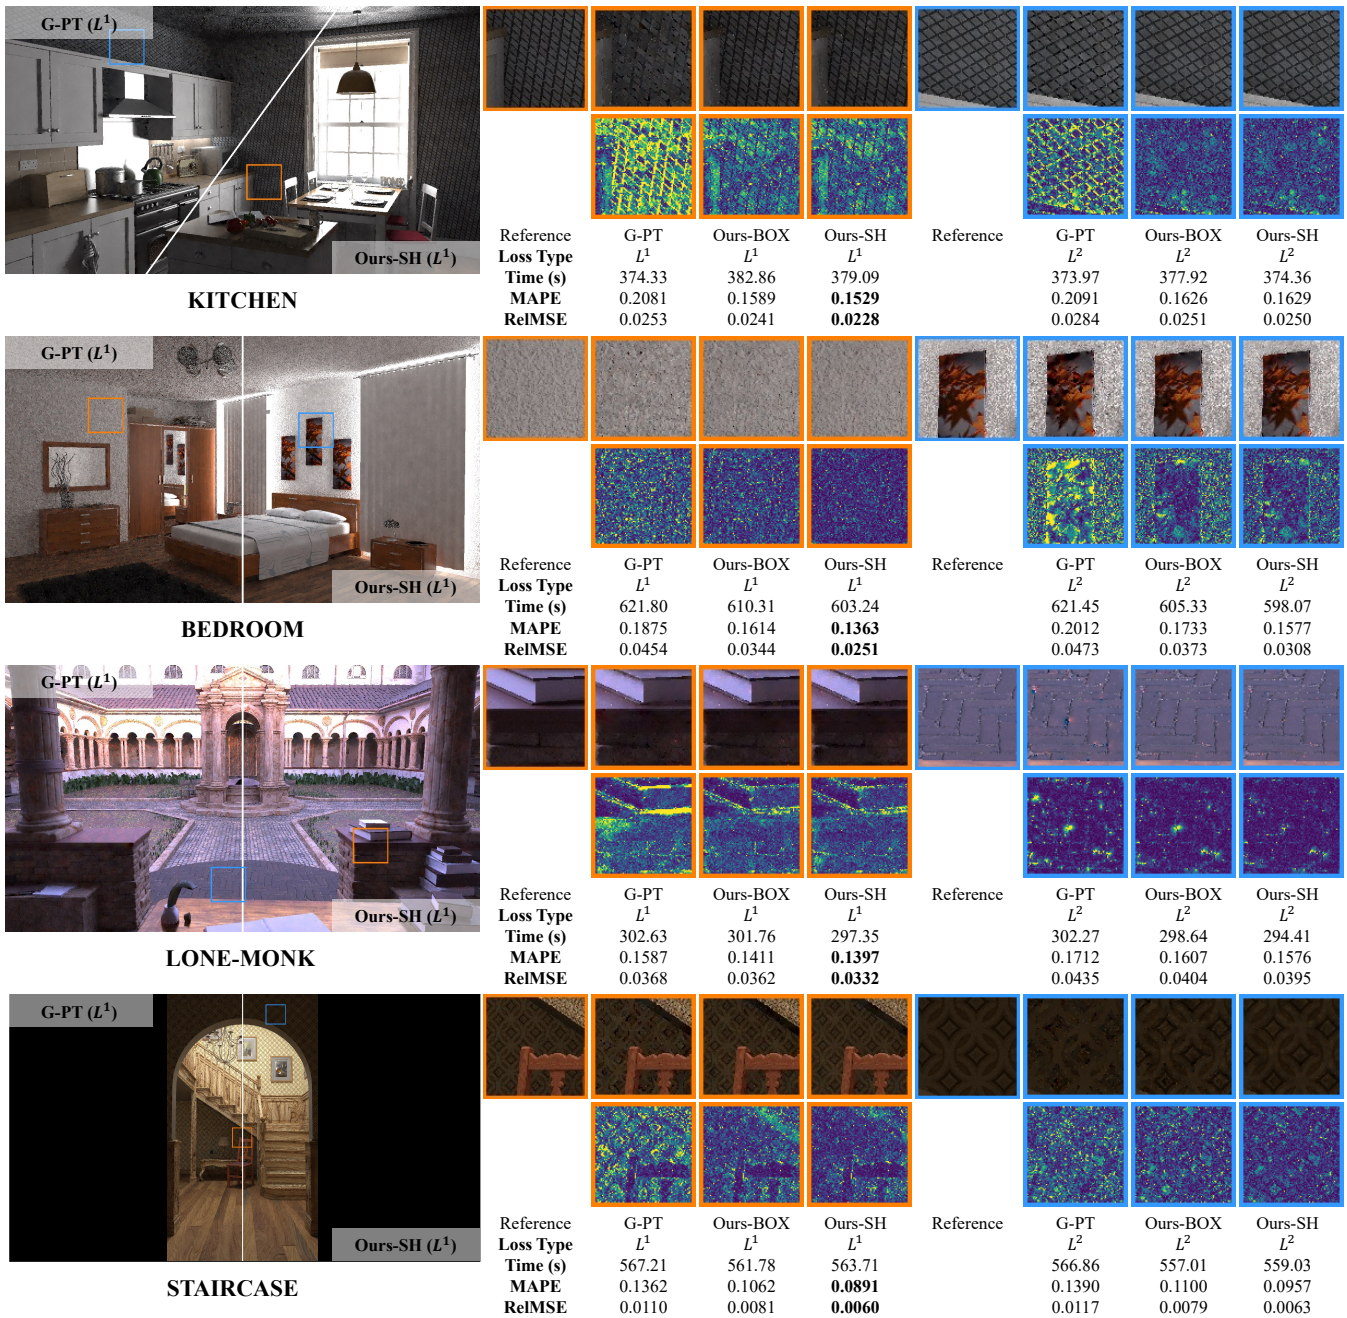 G-PT (L¹)
Ours-SH (L¹)
KITCHEN
Reference G-PT Ours-BOX Ours-SH Reference G-PT Ours-BOX Ours-SH
Loss Type L¹ L¹ L¹ L² L² L²
Time (s) 374.33 382.86 379.09 373.97 377.92 374.36
MAPE 0.2081 0.1589 0.1529 0.2091 0.1626 0.1629
RelMSE 0.0253 0.0241 0.0228 0.0284 0.0251 0.0250
G-PT (L¹)
Ours-SH (L¹)
BEDROOM
Reference G-PT Ours-BOX Ours-SH Reference G-PT Ours-BOX Ours-SH
Loss Type L¹ L¹ L¹ L² L² L²
Time (s) 621.80 610.31 603.24 621.45 605.33 598.07
MAPE 0.1875 0.1614 0.1363 0.2012 0.1733 0.1577
RelMSE 0.0454 0.0344 0.0251 0.0473 0.0373 0.0308
G-PT (L¹)
Ours-SH (L¹)
LONE-MONK
Reference G-PT Ours-BOX Ours-SH Reference G-PT Ours-BOX Ours-SH
Loss Type L¹ L¹ L¹ L² L² L²
Time (s) 302.63 301.76 297.35 302.27 298.64 294.41
MAPE 0.1587 0.1411 0.1397 0.1712 0.1607 0.1576
RelMSE 0.0368 0.0362 0.0332 0.0435 0.0404 0.0395
G-PT (L¹)
Ours-SH (L¹)
STAIRCASE
Reference G-PT Ours-BOX Ours-SH Reference G-PT Ours-BOX Ours-SH
Loss Type L¹ L¹ L¹ L² L² L²
Time (s) 567.21 561.78 563.71 566.86 557.01 559.03
MAPE 0.1362 0.1062 0.0891 0.1390 0.1100 0.0957
RelMSE 0.0110 0.0081 0.0060 0.0117 0.0079 0.0063